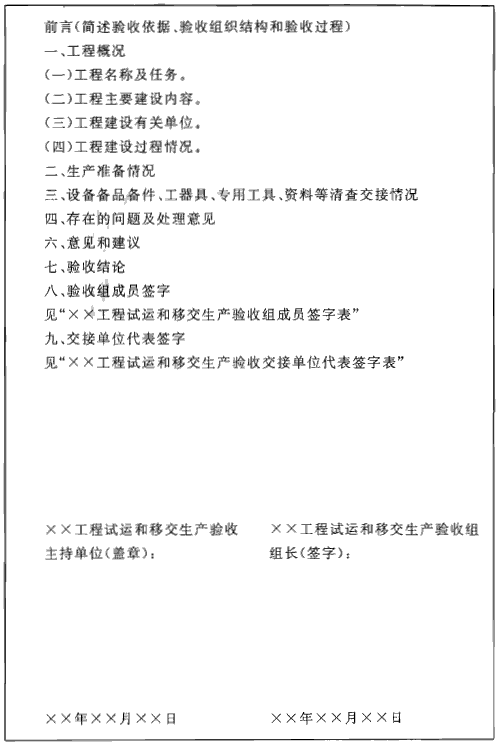 前言(简述验收依据、验收组织结构和验收过程)
一、工程概况
(一)工程名称及任务。
(二)工程主要建设内容。
(三)工程建设有关单位。
(四)工程建设过程情况。
二、生产准备情况
三、设备备品备件、工器具、专用工具、资料等清查交接情况
四、存在的问题及处理意见
六、意见和建议
七、验收结论
八、验收组成员签字
见“××工程试运和移交生产验收组成员签字表”
九、交接单位代表签字
见“××工程试运和移交生产验收交接单位代表签字表”
××工程试运和移交生产验收
主持单位(盖章):
××工程试运和移交生产验收组
组长(签字):
××年××月××日
××年××月××日